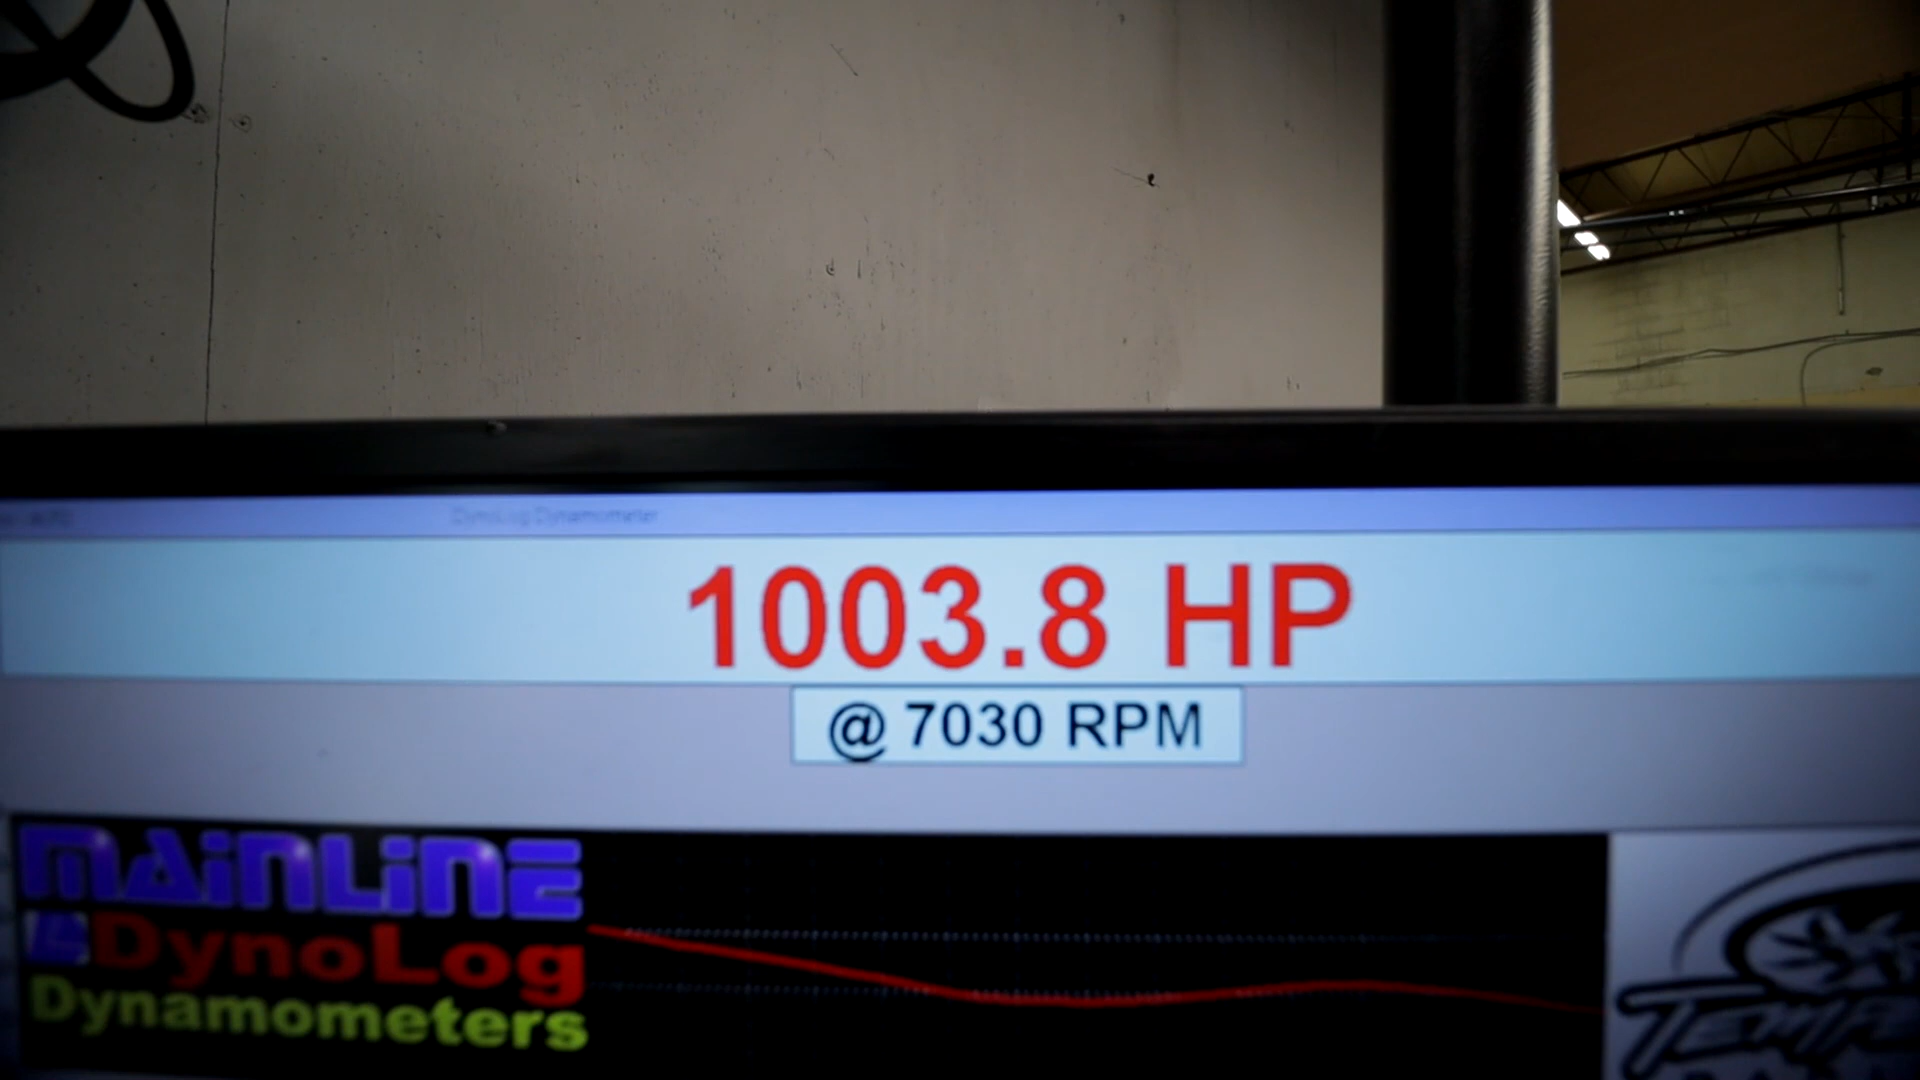 DynoLog Dynamometer
1003.8 HP
@ 7030 RPM
MAINLINE
DynoLog
Dynamometers